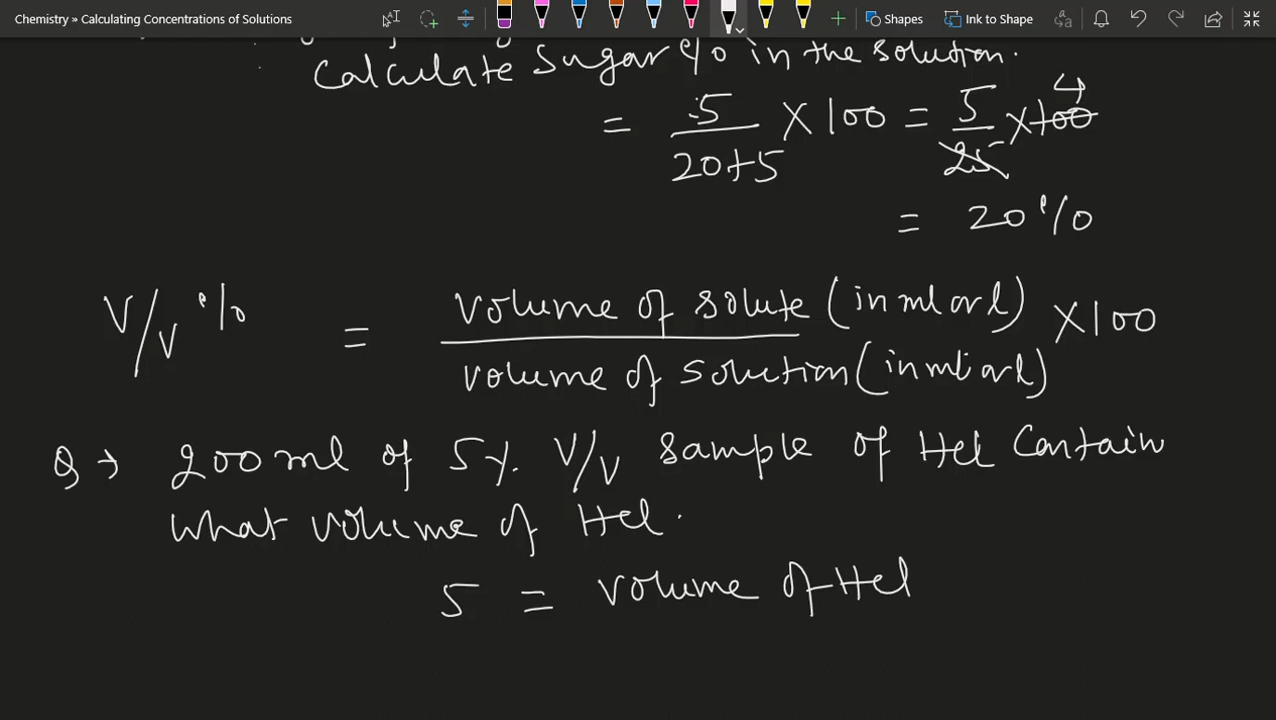 Chemistry » Calculating Concentrations of Solutions
Shapes
Ink to Shape
Calculate Sugar % in the solution.
= 5/20+5 X 100 = 5/25 X 100 4
= 20%
V/V % = volume of solute (in ml or l)/volume of solution (in ml or l) X 100
Q → 200 ml of 5%. V/V sample of Hcl Contain
what volume of Hcl.
5 = volume of Hcl